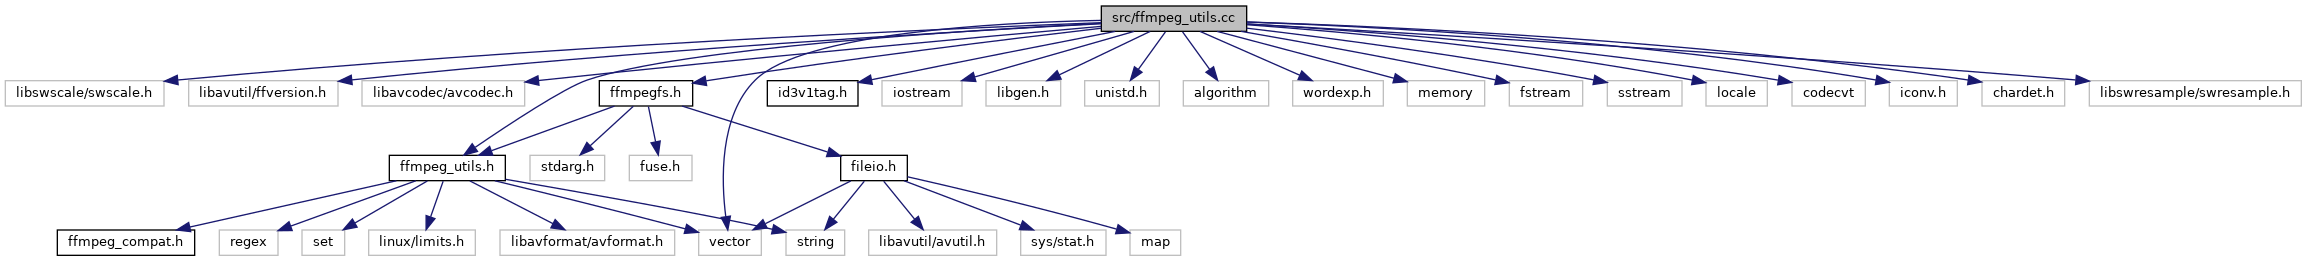 src/ffmpeg_utils.cc
libswscale/swscale.h
libavutil/ffversion.h
libavcodec/avcodec.h
ffmpegfs.h
id3v1tag.h
iostream
libgen.h
unistd.h
algorithm
wordexp.h
memory
fstream
sstream
locale
codecvt
iconv.h
chardet.h
libswresample/swresample.h
ffmpeg_utils.h
stdarg.h
fuse.h
fileio.h
ffmpeg_compat.h
regex
set
linux/limits.h
libavformat/avformat.h
vector
string
libavutil/avutil.h
sys/stat.h
map